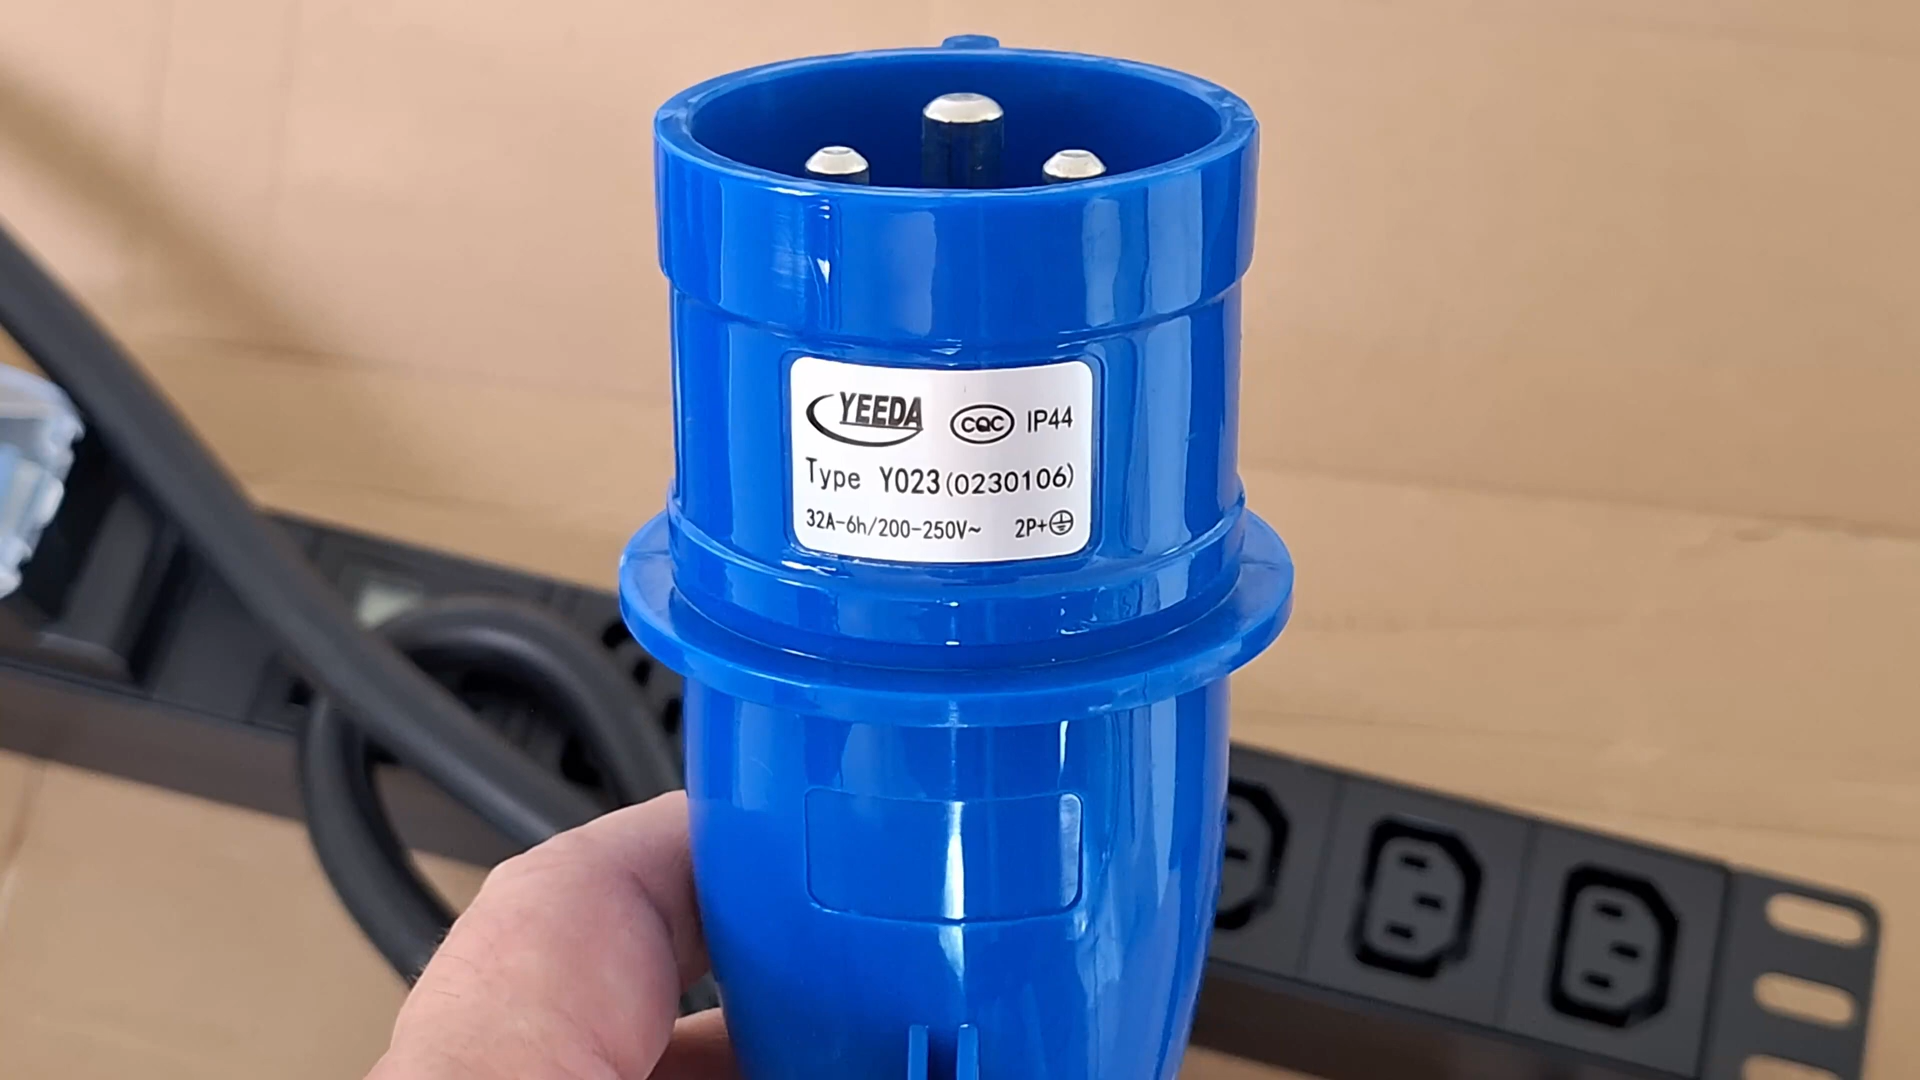 YEEDA CQC IP44
Type Y023(0230106)
32A-6h/200-250V~ 2P+⏚